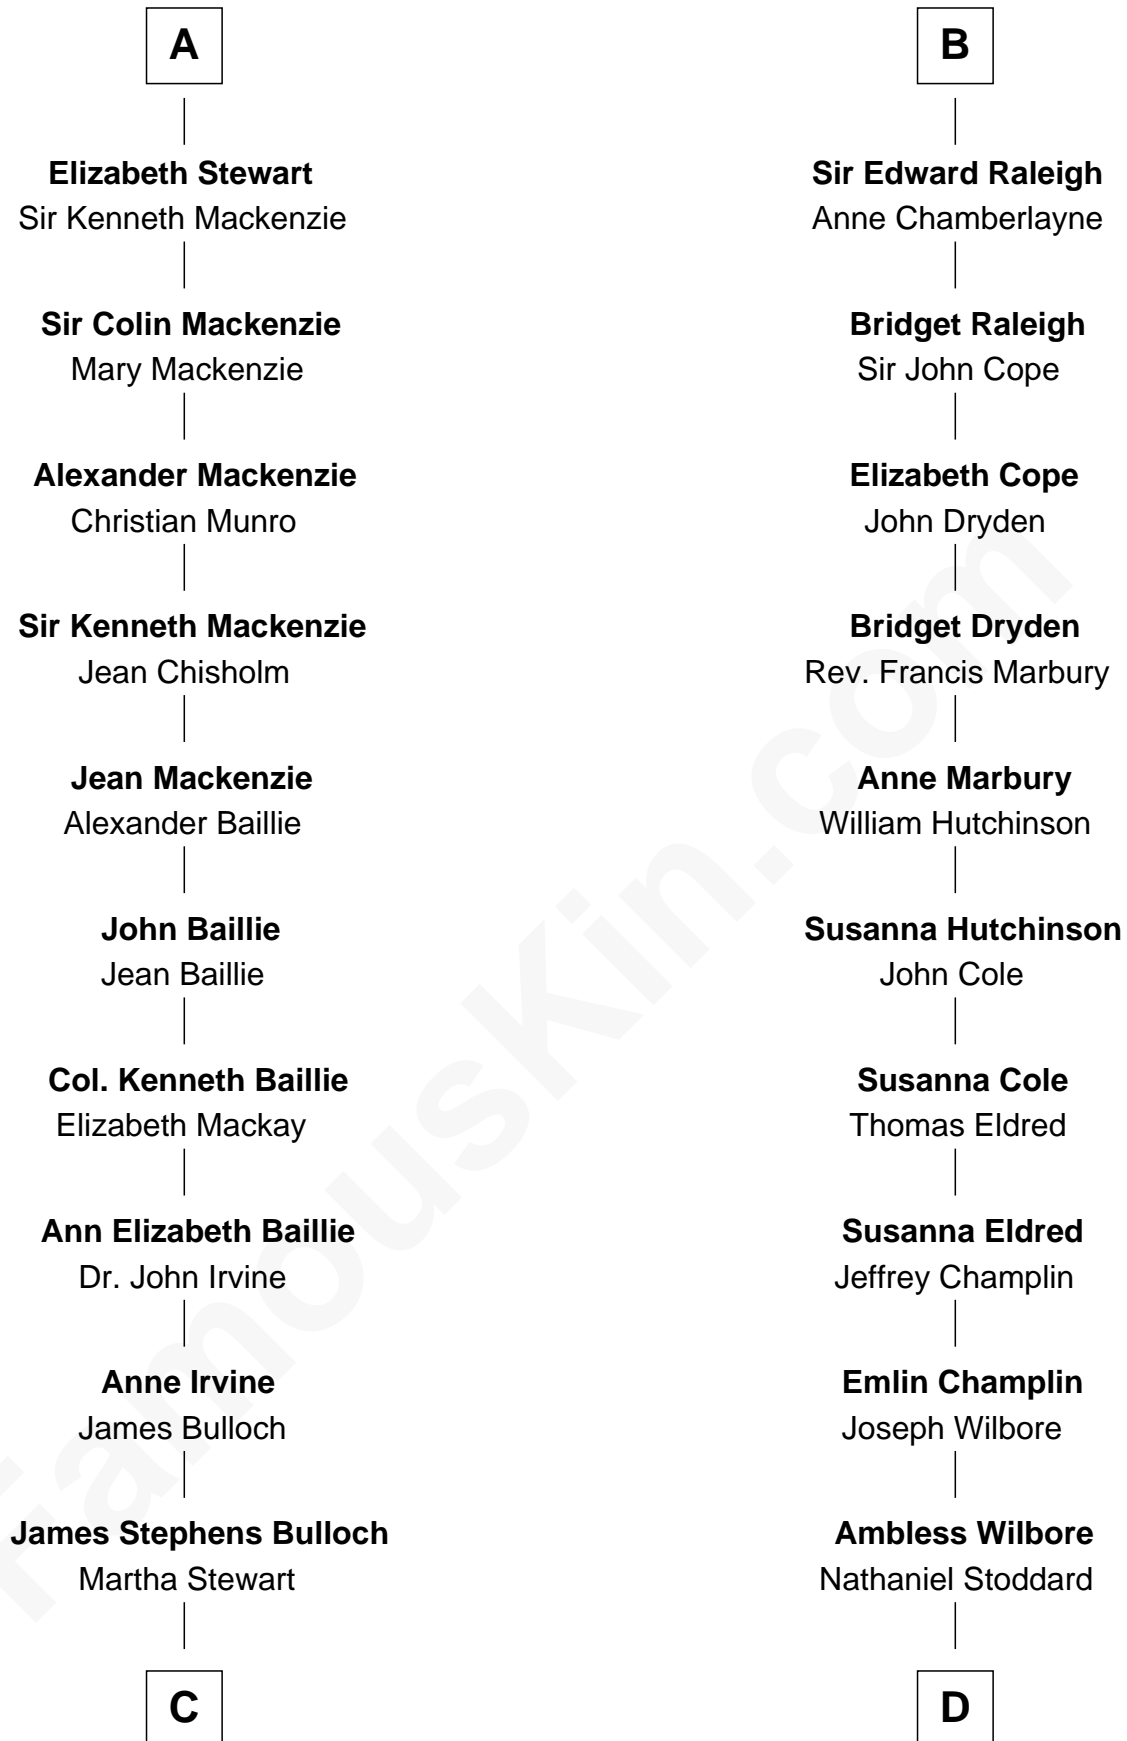 A
Elizabeth Stewart
Sir Kenneth Mackenzie
Sir Colin Mackenzie
Mary Mackenzie
Alexander Mackenzie
Christian Munro
Sir Kenneth Mackenzie
Jean Chisholm
Jean Mackenzie
Alexander Baillie
John Baillie
Jean Baillie
Col. Kenneth Baillie
Elizabeth Mackay
Ann Elizabeth Baillie
Dr. John Irvine
Anne Irvine
James Bulloch
James Stephens Bulloch
Martha Stewart
C
B
Sir Edward Raleigh
Anne Chamberlayne
Bridget Raleigh
Sir John Cope
Elizabeth Cope
John Dryden
Bridget Dryden
Rev. Francis Marbury
Anne Marbury
William Hutchinson
Susanna Hutchinson
John Cole
Susanna Cole
Thomas Eldred
Susanna Eldred
Jeffrey Champlin
Emlin Champlin
Joseph Wilbore
Ambless Wilbore
Nathaniel Stoddard
D
FamousKin.com